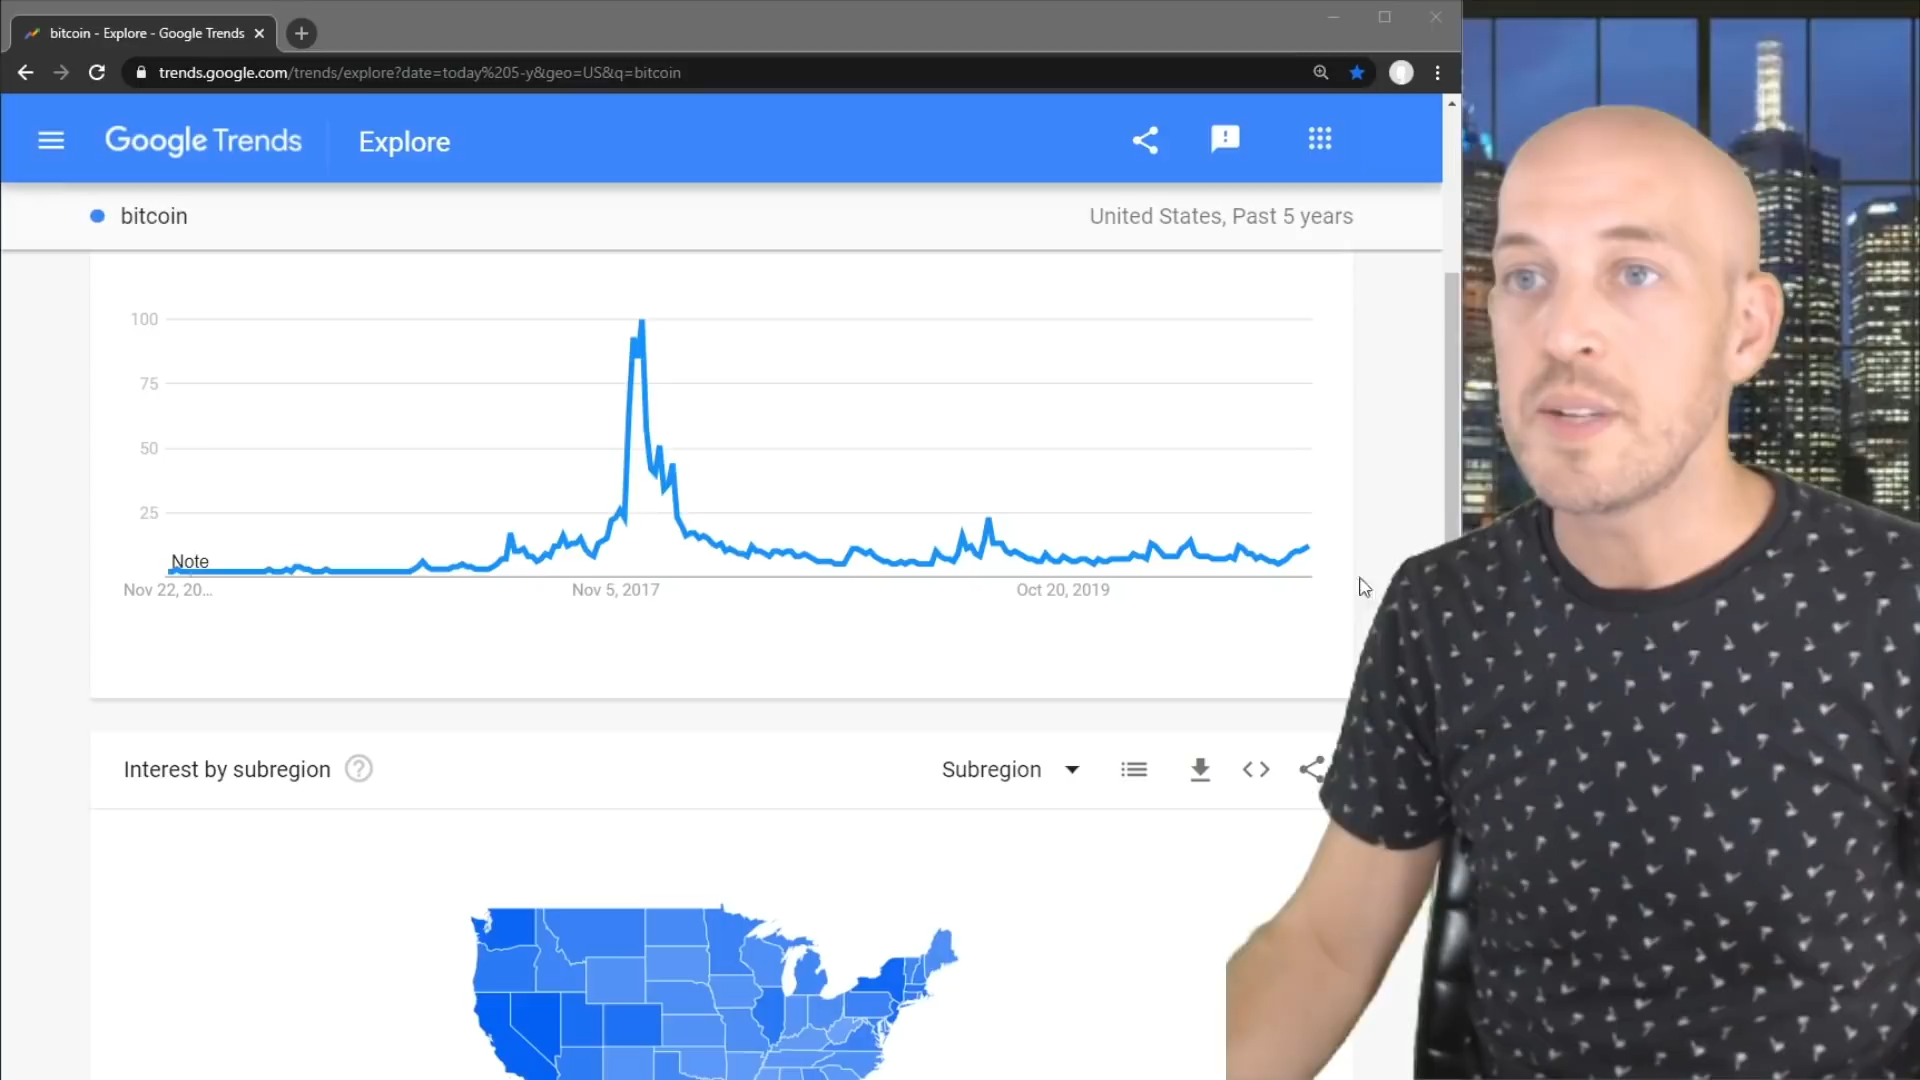 bitcoin - Explore - Google Trends
trends.google.com/trends/explore?date=today%205-y&geo=US&q=bitcoin
Google Trends Explore
bitcoin United States, Past 5 years
100
75
50
25
Note
Nov 22, 20... Nov 5, 2017 Oct 20, 2019
Interest by subregion Subregion